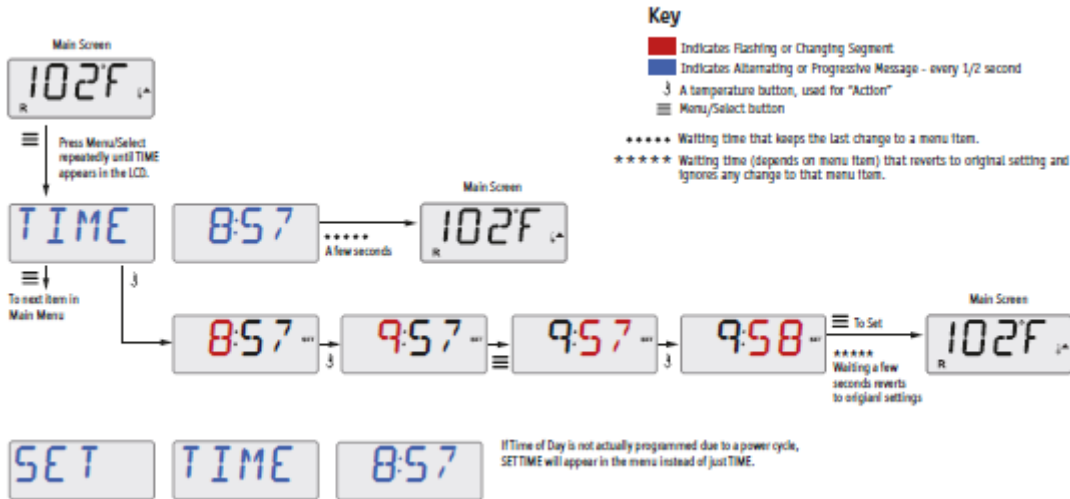 Key
Indicates Flashing or Changing Segment
Indicates Alternating or Progressive Message - every 1/2 second
A temperature button, used for "Action"
Menu/Select button
Waiting time that keeps the last change to a menu item.
***** Waiting time (depends on menu item) that reverts to original setting and
ignores any change to that menu item.
Main Screen
102°F
R
Press Menu/Select
repeatedly until TIME
appears in the LCD.
TIME
8:57
A few seconds
Main Screen
102°F
R
To next item in
Main Menu
8:57
9:57
9:57
9:58
To Set
*****
Waiting a few
seconds reverts
to origianl settings
Main Screen
102°F
R
SET
TIME
8:57
If Time of Day is not actually programmed due to a power cycle,
SET TIME will appear in the menu instead of just TIME.